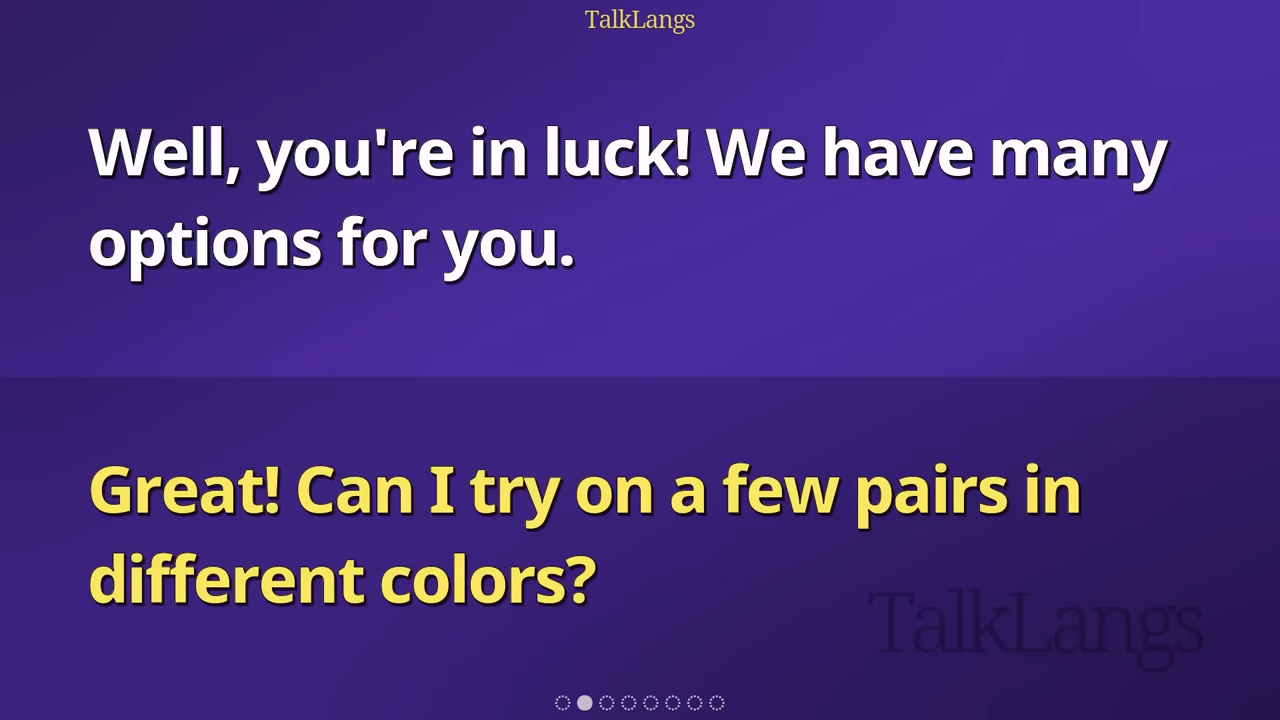 TalkLangs
Well, you're in luck! We have many
options for you.
Great! Can I try on a few pairs in
different colors?
TalkLangs